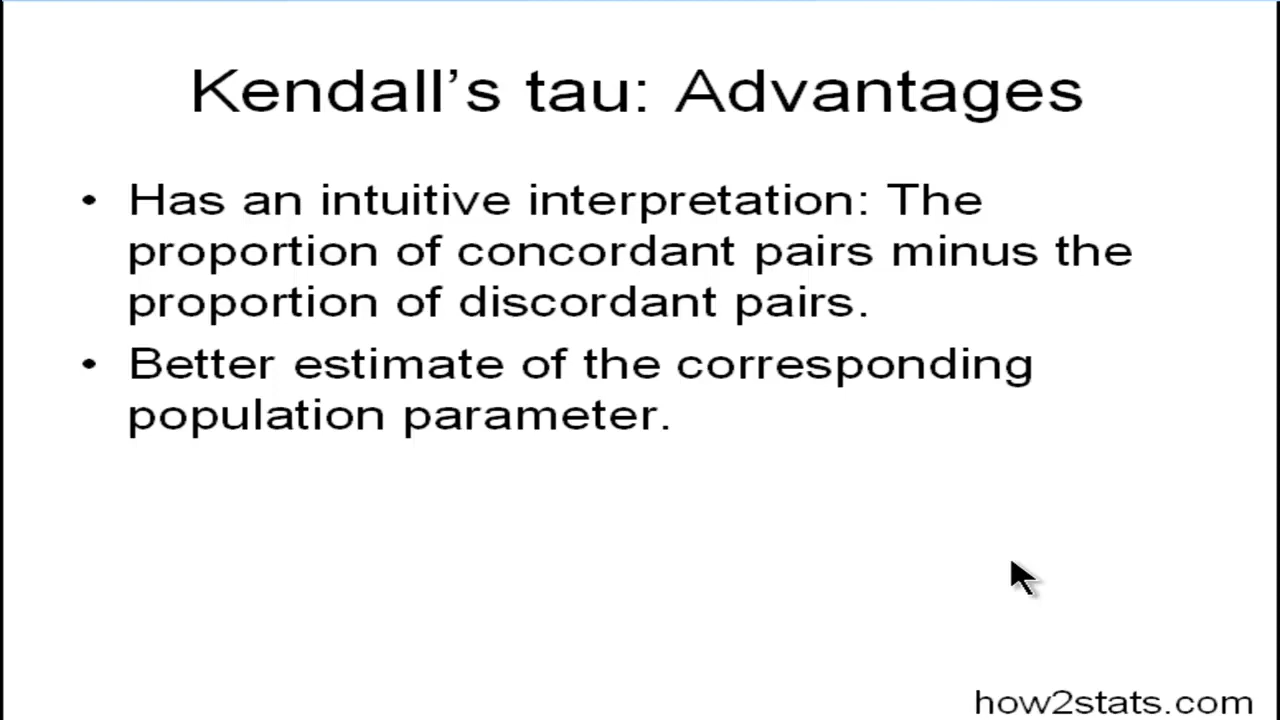 Kendall’s tau: Advantages
• Has an intuitive interpretation: The
proportion of concordant pairs minus the
proportion of discordant pairs.
• Better estimate of the corresponding
population parameter.
how2stats.com